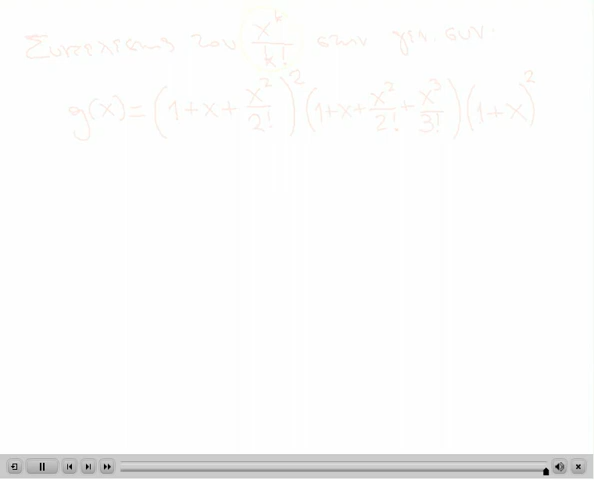 Συντελεστής του x^k/k! στην γεν. συν.
g(x) = (1+x+x²/2!)² (1+x+x²/2!+x³/3!) (1+x)²